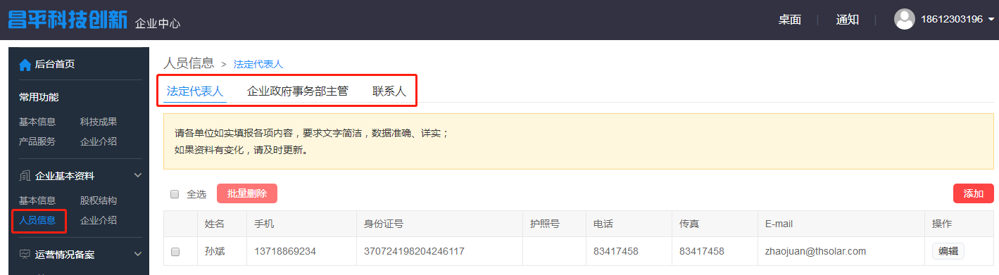 昌平科技创新 企业中心 桌面 通知 18612303196
后台首页
常用功能
基本信息 科技成果
产品服务 企业介绍
企业基本资料
基本信息 股权结构
人员信息 企业介绍
运营情况备案
人员信息 > 法定代表人
法定代表人 企业政府事务部主管 联系人
请各单位如实填报各项内容，要求文字简洁，数据准确、详实；
如果资料有变化，请及时更新。
全选 批量删除 添加
姓名 手机 身份证号 护照号 电话 传真 E-mail 操作
孙斌 13718869234 370724198204246117 83417458 83417458 zhaojuan@thsolar.com 编辑